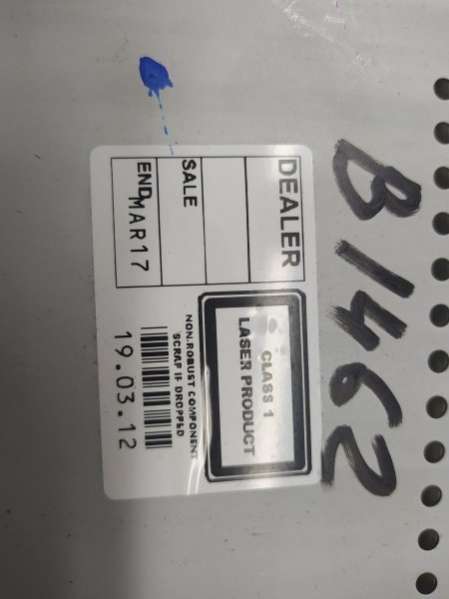 B1462
DEALER
SALE
END MAR17
CLASS 1
LASER PRODUCT
NON.ROBUST COMPONENT
SCRAP IF DROPPED
19.03.12